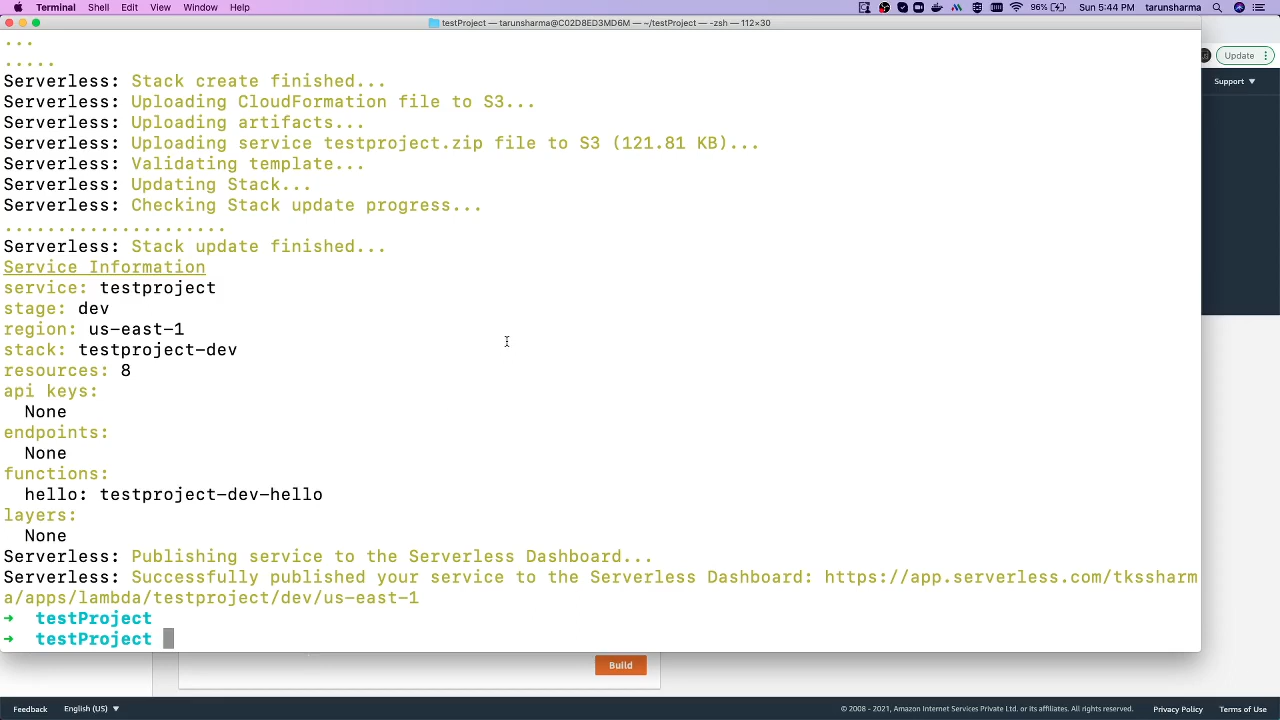 Terminal Shell Edit View Window Help 96% Sun 5:44 PM tarunsharma
testProject — tarunsharma@C02D8ED3MD6M — ~/testProject — -zsh — 112×30
...
.....
Update
Serverless: Stack create finished...
Support
Serverless: Uploading CloudFormation file to S3...
Serverless: Uploading artifacts...
Serverless: Uploading service testproject.zip file to S3 (121.81 KB)...
Serverless: Validating template...
Serverless: Updating Stack...
Serverless: Checking Stack update progress...
.....................
Serverless: Stack update finished...
Service Information
service: testproject
stage: dev
region: us-east-1
stack: testproject-dev
resources: 8
api keys:
None
endpoints:
None
functions:
hello: testproject-dev-hello
layers:
None
Serverless: Publishing service to the Serverless Dashboard...
Serverless: Successfully published your service to the Serverless Dashboard: https://app.serverless.com/tkssharm
a/apps/lambda/testproject/dev/us-east-1
➜ testProject
➜ testProject
Build
Feedback English (US) © 2008 - 2021, Amazon Internet Services Private Ltd. or its affiliates. All rights reserved. Privacy Policy Terms of Use